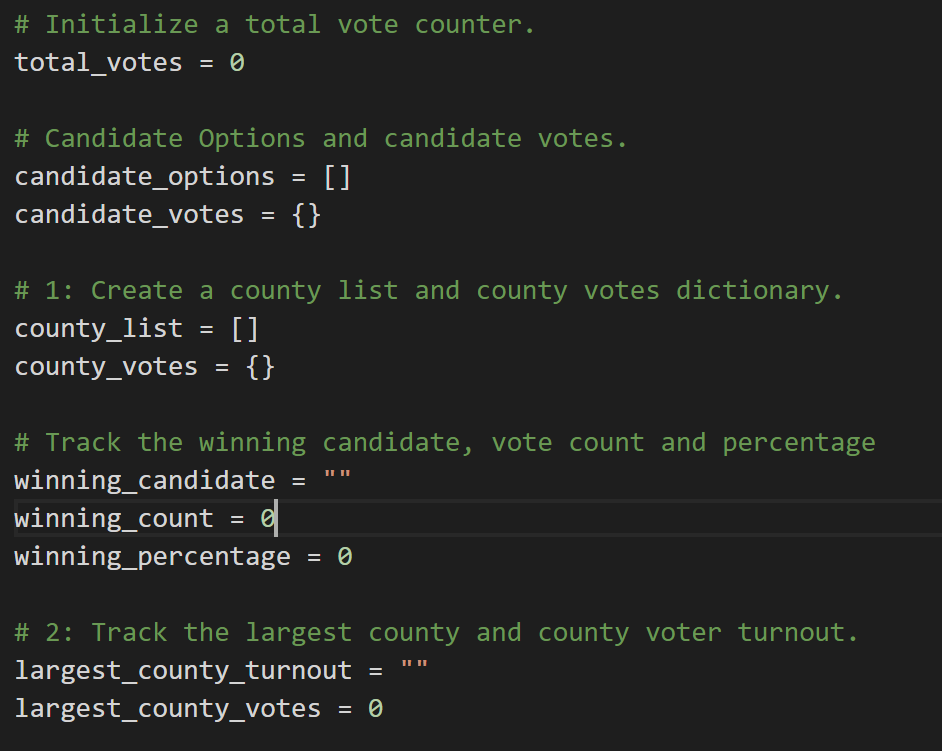 # Initialize a total vote counter.
total_votes = 0
# Candidate Options and candidate votes.
candidate_options = []
candidate_votes = {}
# 1: Create a county list and county votes dictionary.
county_list = []
county_votes = {}
# Track the winning candidate, vote count and percentage
winning_candidate = ""
winning_count = 0
winning_percentage = 0
# 2: Track the largest county and county voter turnout.
largest_county_turnout = ""
largest_county_votes = 0